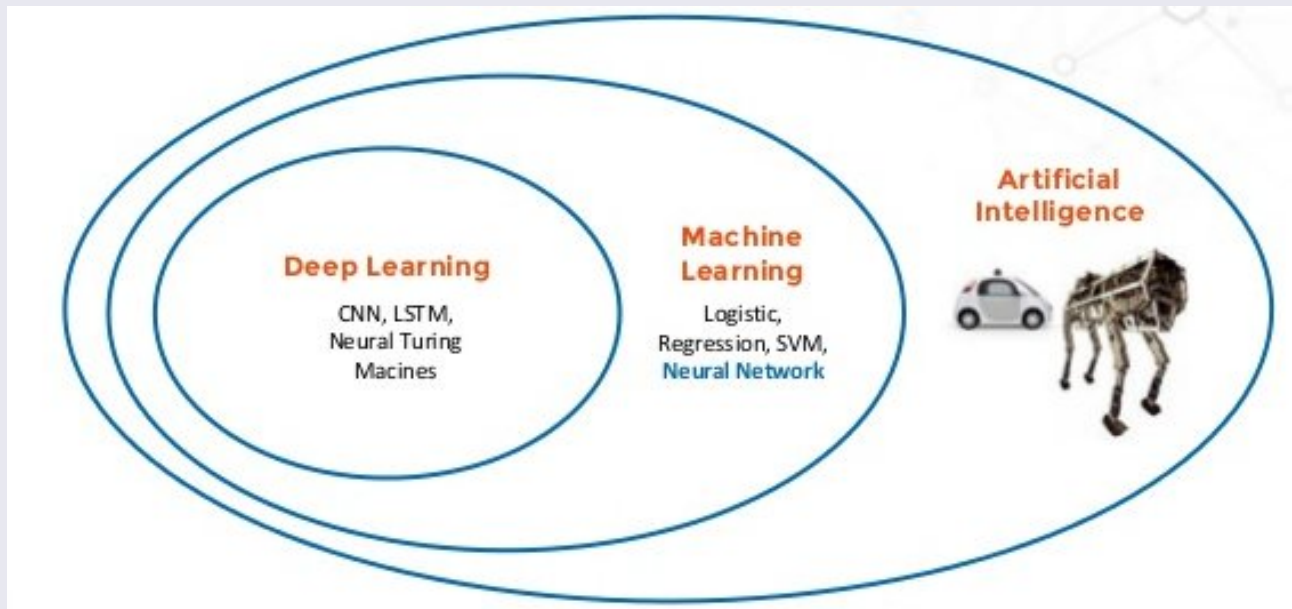 Deep Learning
CNN, LSTM,
Neural Turing
Macines
Machine
Learning
Logistic,
Regression, SVM,
Neural Network
Artificial
Intelligence